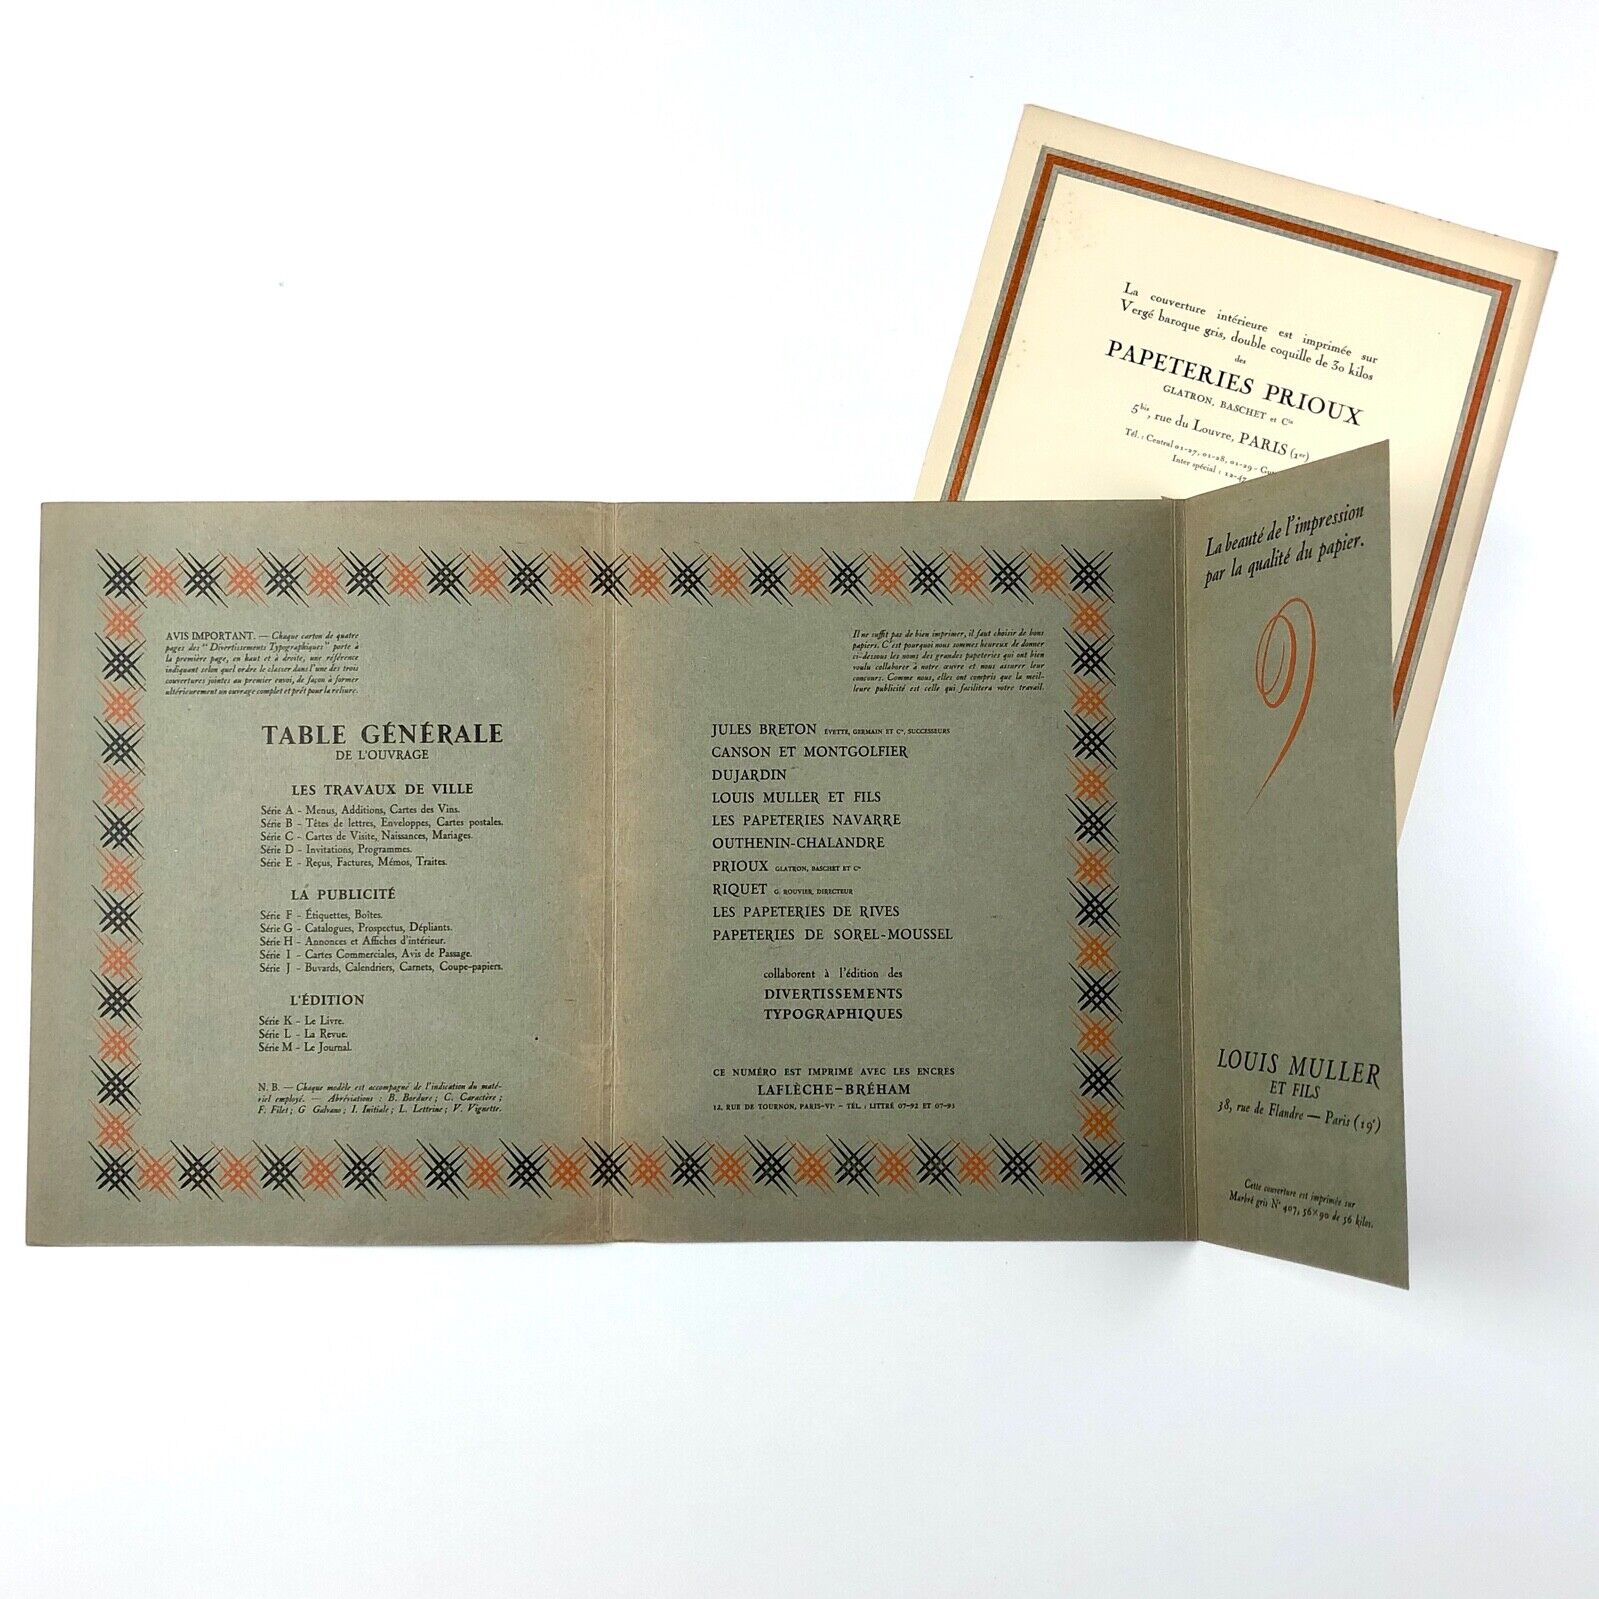 La couverture intérieure est imprimée sur
Vergé baroque gris, double coquille de 30 kilos
des
PAPETERIES PRIOUX
GLATRON, BASCHET et Cie
5bis, rue du Louvre, PARIS (1er)
Tél. : Central 01-27, 01-28, 01-29 -
Inter spécial : 12-47
AVIS IMPORTANT. — Chaque carton de quatre
pages des "Divertissements Typographiques" porte à
la première page, en haut et à droite, une référence
indiquant selon quel ordre le classer dans l'une des trois
couvertures jointes au premier envoi, de façon à former
ultérieurement un ouvrage complet et prêt pour la reliure.
TABLE GÉNÉRALE
DE L'OUVRAGE
LES TRAVAUX DE VILLE
Série A - Menus, Additions, Cartes des Vins.
Série B - Têtes de lettres, Enveloppes, Cartes postales.
Série C - Cartes de Visite, Naissances, Mariages.
Série D - Invitations, Programmes.
Série E - Reçus, Factures, Mémos, Traites.
LA PUBLICITÉ
Série F - Étiquettes, Boîtes.
Série G - Catalogues, Prospectus, Dépliants.
Série H - Annonces et Affiches d'intérieur.
Série I - Cartes Commerciales, Avis de Passage.
Série J - Buvards, Calendriers, Carnets, Coupe-papiers.
L'ÉDITION
Série K - Le Livre.
Série L - La Revue.
Série M - Le Journal.
N. B. — Chaque modèle est accompagné de l'indication du maté-
riel employé. — Abréviations : B. Bordure ; C. Caractère ;
F. Filet ; G Galvano ; I. Initiale ; L. Lettrine ; V. Vignette.
Il ne suffit pas de bien imprimer, il faut choisir de bons
papiers. C'est pourquoi nous sommes heureux de donner
ci-dessous les noms des grandes papeteries qui ont bien
voulu collaborer à notre œuvre et nous assurer leur
concours. Comme nous, elles ont compris que la meil-
leure publicité est celle qui facilitera votre travail.
JULES BRETON ÉVETTE, GERMAIN ET Cie, SUCCESSEURS
CANSON ET MONTGOLFIER
DUJARDIN
LOUIS MULLER ET FILS
LES PAPETERIES NAVARRE
OUTHENIN-CHALANDRE
PRIOUX GLATRON, BASCHET ET Cie
RIQUET G. ROUVIER, DIRECTEUR
LES PAPETERIES DE RIVES
PAPETERIES DE SOREL-MOUSSEL
collaborent à l'édition des
DIVERTISSEMENTS
TYPOGRAPHIQUES
CE NUMÉRO EST IMPRIMÉ AVEC LES ENCRES
LAFLÈCHE-BRÉHAM
12, RUE DE TOURNON, PARIS-VIe - TÉL. : LITTRÉ 07-92 ET 07-93
La beauté de l'impression
par la qualité du papier.
LOUIS MULLER
ET FILS
38, rue de Flandre — Paris (19e)
Cette couverture est imprimée sur
Marbré gris N° 407, 56×90 de 56 kilos.